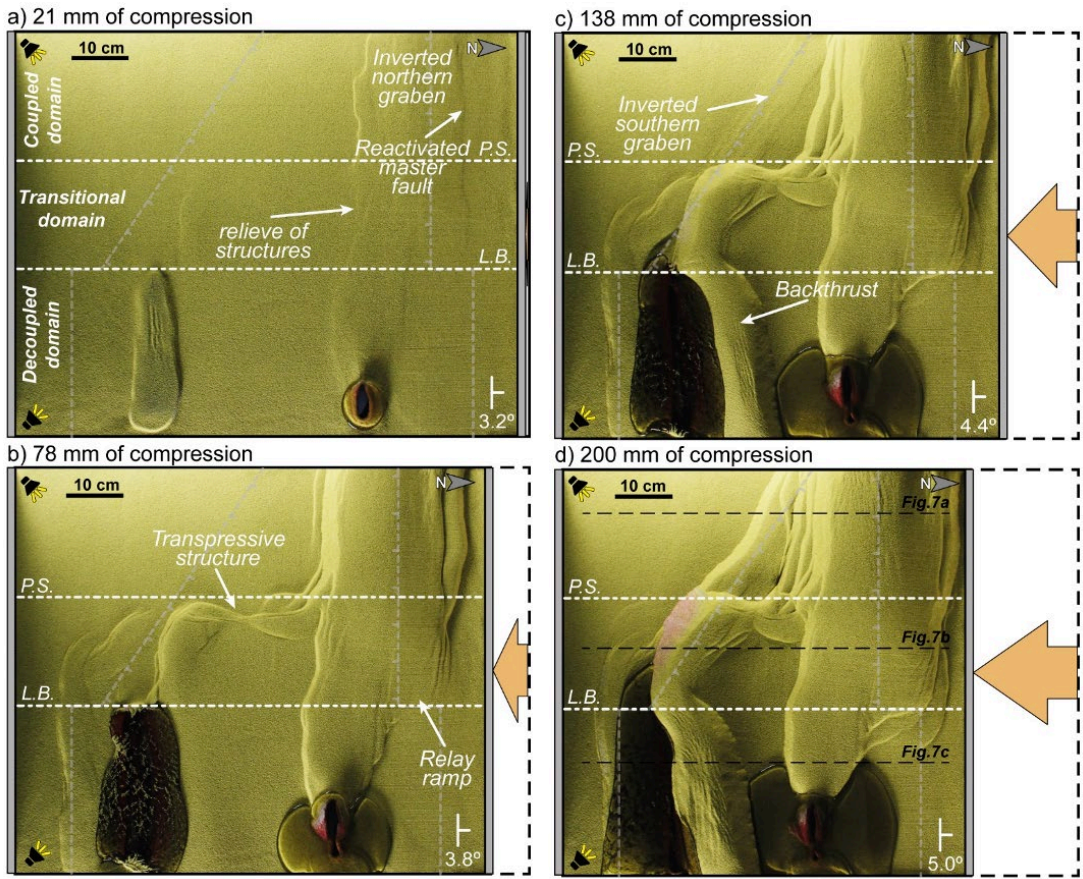 a) 21 mm of compression
10 cm
N
Coupled
domain
Inverted
northern
graben
Reactivated
master
fault
P.S.
Transitional
domain
relieve of
structures
L.B.
Decoupled
domain
3.2º
b) 78 mm of compression
10 cm
N
Transpressive
structure
P.S.
L.B.
Relay
ramp
3.8º
c) 138 mm of compression
10 cm
N
Inverted
southern
graben
P.S.
L.B.
Backthrust
4.4º
d) 200 mm of compression
10 cm
N
Fig.7a
P.S.
Fig.7b
L.B.
Fig.7c
5.0º